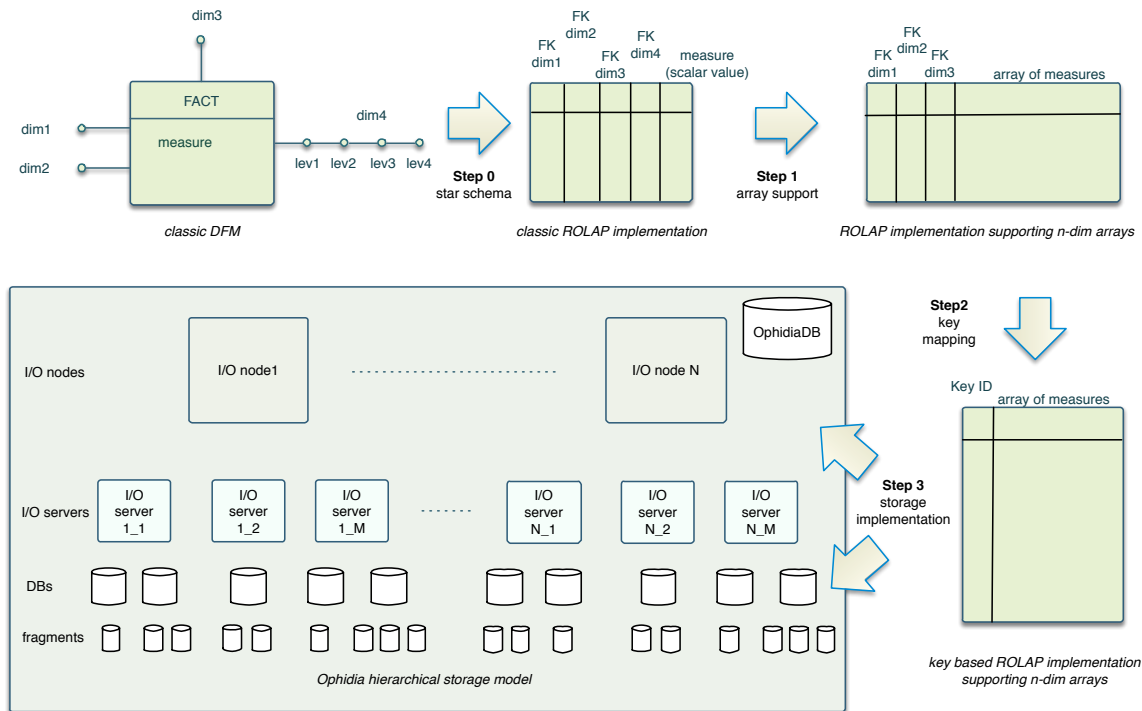 dim3
FACT
dim1
measure
dim2
dim4
lev1 lev2 lev3 lev4
classic DFM
Step 0
star schema
FK
dim1
FK
dim2
FK
dim3
FK
dim4
measure
(scalar value)
classic ROLAP implementation
Step 1
array support
FK
dim1
FK
dim2
FK
dim3
array of measures
ROLAP implementation supporting n-dim arrays
Step2
key
mapping
Key ID
array of measures
key based ROLAP implementation
supporting n-dim arrays
Step 3
storage
implementation
OphidiaDB
I/O nodes
I/O node1
I/O node N
I/O servers
I/O
server
1_1
I/O
server
1_2
I/O
server
1_M
I/O
server
N_1
I/O
server
N_2
I/O
server
N_M
DBs
fragments
Ophidia hierarchical storage model